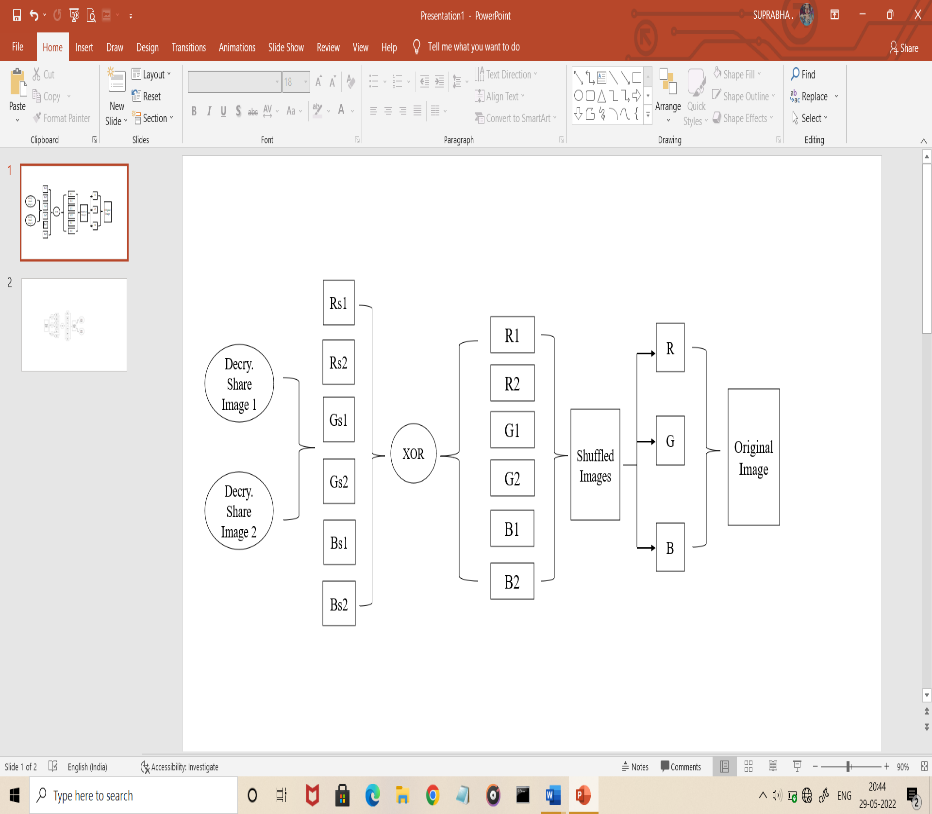 Presentation1 - PowerPoint
SUPRABHA .
File Home Insert Draw Design Transitions Animations Slide Show Review View Help Tell me what you want to do
Share
Paste
Cut
Copy
Format Painter
Clipboard
New
Slide
Layout
Reset
Section
Slides
18
B I U S abc AV Aa A
Font
Paragraph
Text Direction
Align Text
Convert to SmartArt
Arrange
Quick
Styles
Shape Fill
Shape Outline
Shape Effects
Drawing
Find
Replace
Select
Editing
1
2
Decry.
Share
Image 1
Decry.
Share
Image 2
Rs1
Rs2
Gs1
Gs2
Bs1
Bs2
XOR
R1
R2
G1
G2
B1
B2
Shuffled
Images
R
G
B
Original
Image
Slide 1 of 2
English (India)
Accessibility: Investigate
Notes
Comments
90%
Type here to search
ENG
20:44
29-05-2022
2